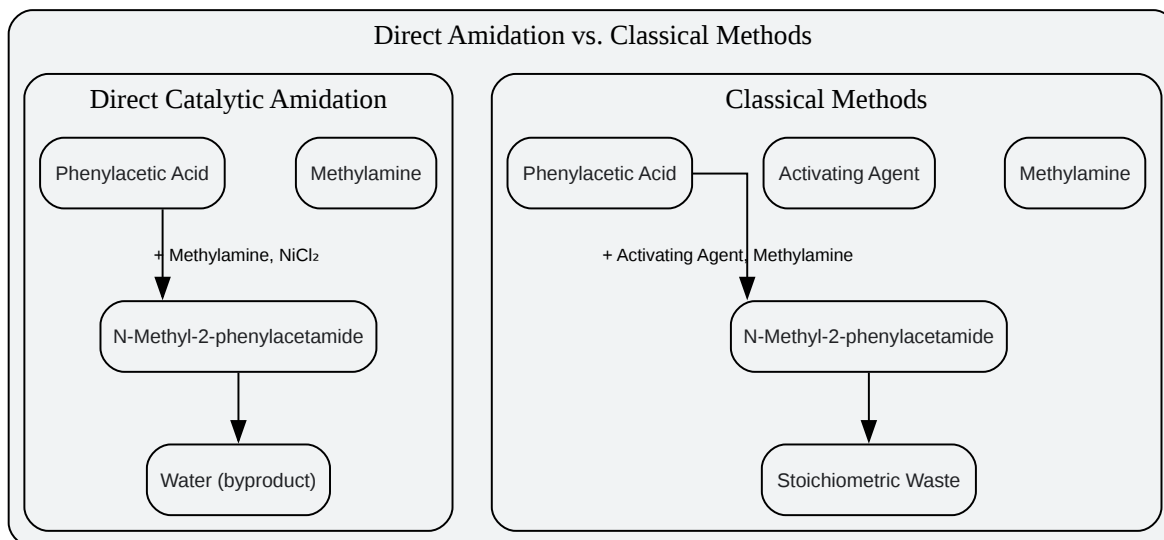 Direct Amidation vs. Classical Methods
Direct Catalytic Amidation
Phenylacetic Acid
Methylamine
+ Methylamine, NiCl₂
N-Methyl-2-phenylacetamide
Water (byproduct)
Classical Methods
Phenylacetic Acid
Activating Agent
Methylamine
+ Activating Agent, Methylamine
N-Methyl-2-phenylacetamide
Stoichiometric Waste